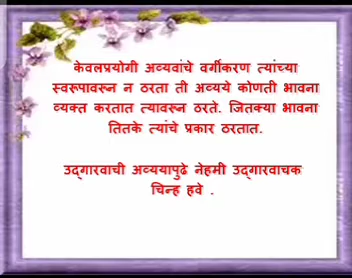 केवलप्रयोगी अव्यवांचे वर्गीकरण त्यांच्या
स्वरूपावरून न ठरता ती अव्यये कोणती भावना
व्यक्त करतात त्यावरून ठरते. जितक्या भावना
तितके त्यांचे प्रकार ठरतात.
उद्गारवाची अव्ययापुढे नेहमी उद्गारवाचक
चिन्ह हवे .